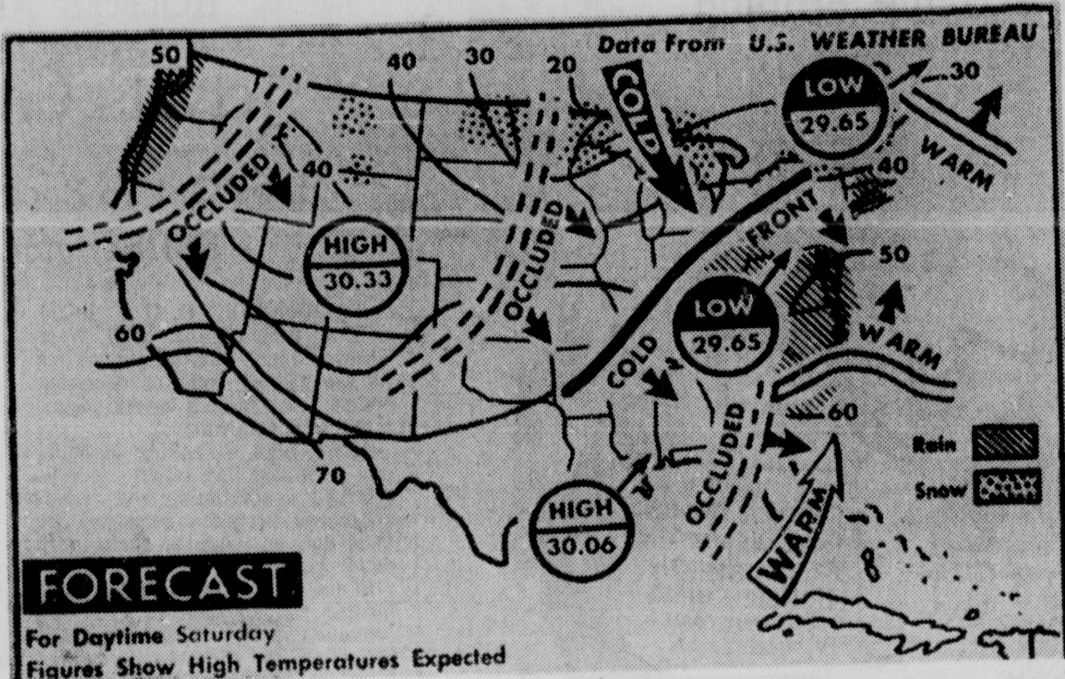 Data From U.S. WEATHER BUREAU
50
40
30
20
COLD
LOW
29.65
30
WARM
40
OCCLUDED
40
HIGH
30.33
OCCLUDED
FRONT
50
LOW
29.65
WARM
60
COLD
60
OCCLUDED
Rain
Snow
70
HIGH
30.06
WARM
FORECAST
For Daytime Saturday
Figures Show High Temperatures Expected